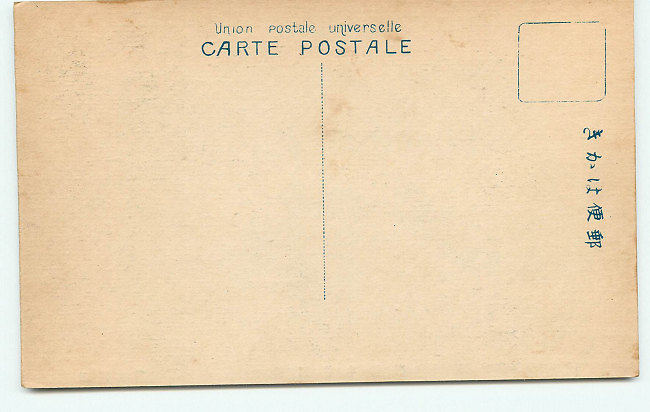 Union postale universelle
CARTE POSTALE
郵便はかき